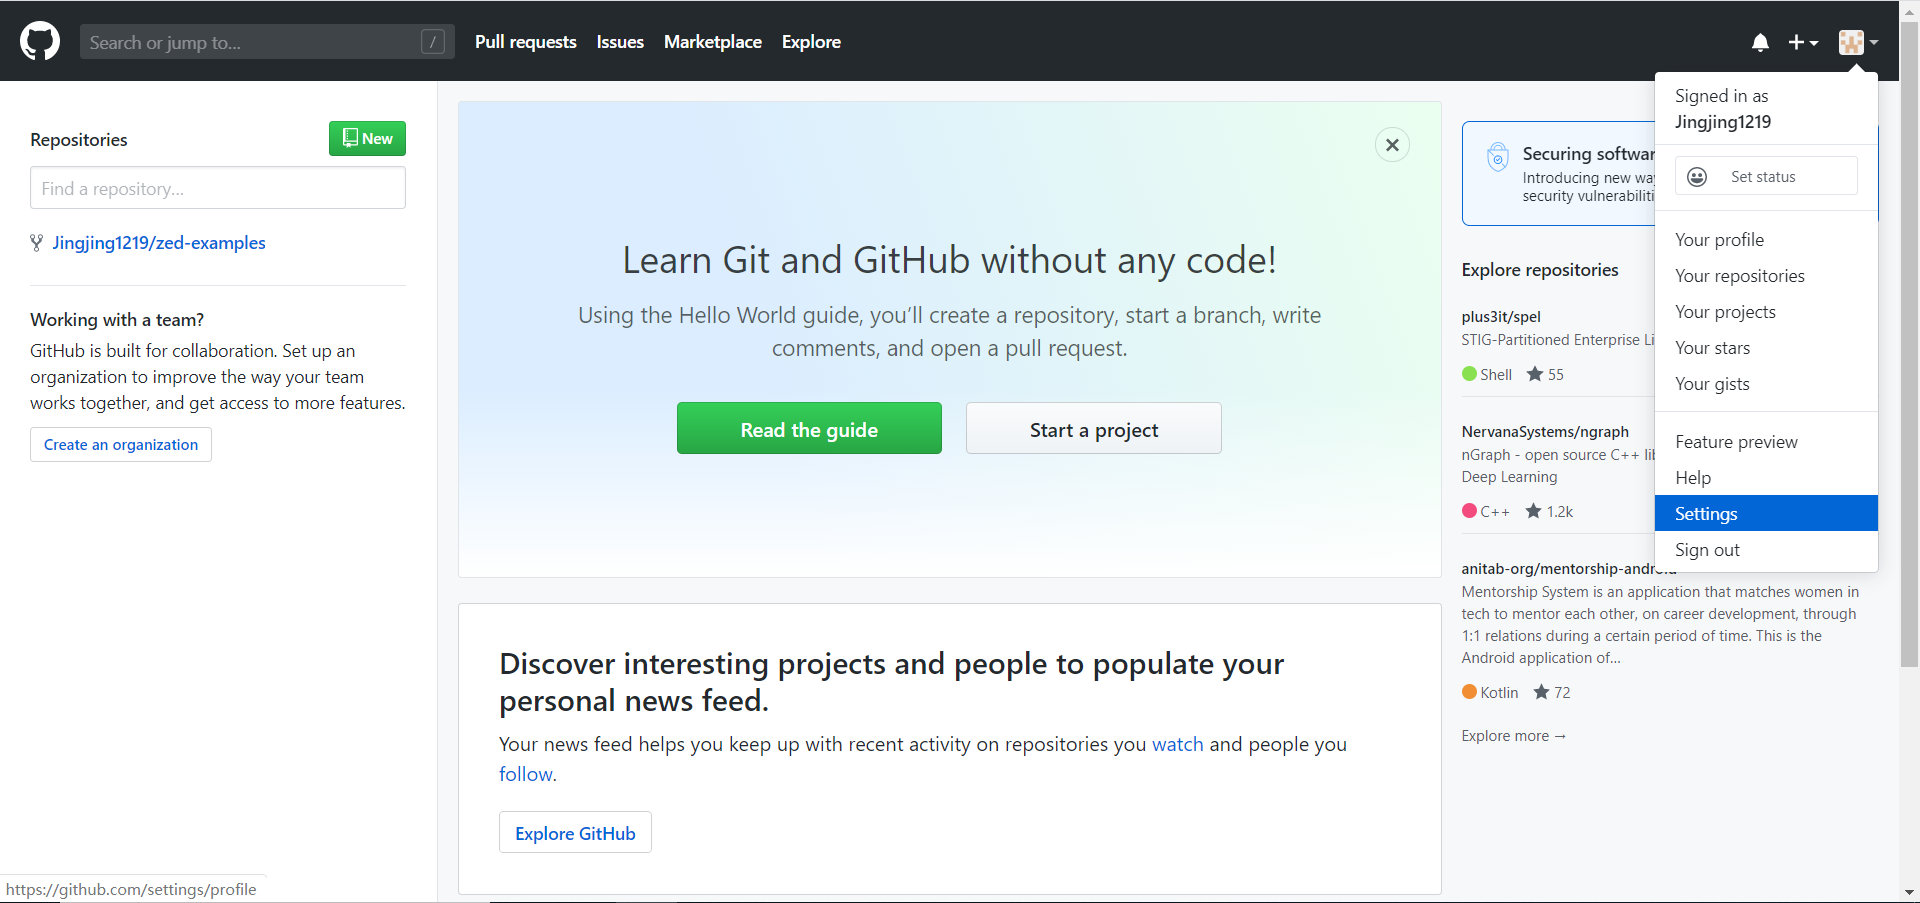 Search or jump to...
/
Pull requests
Issues
Marketplace
Explore
Repositories
New
Find a repository...
Jingjing1219/zed-examples
Working with a team?
GitHub is built for collaboration. Set up an
organization to improve the way your team
works together, and get access to more features.
Create an organization
Learn Git and GitHub without any code!
Using the Hello World guide, you’ll create a repository, start a branch, write
comments, and open a pull request.
Read the guide
Start a project
Discover interesting projects and people to populate your
personal news feed.
Your news feed helps you keep up with recent activity on repositories you watch and people you
follow.
Explore GitHub
Securing softwar
Introducing new wa
security vulnerabiliti
Explore repositories
plus3it/spel
STIG-Partitioned Enterprise Li
Shell 55
NervanaSystems/ngraph
nGraph - open source C++ lib
Deep Learning
C++ 1.2k
anitab-org/mentorship-android
Mentorship System is an application that matches women in
tech to mentor each other, on career development, through
1:1 relations during a certain period of time. This is the
Android application of...
Kotlin 72
Explore more →
Signed in as
Jingjing1219
Set status
Your profile
Your repositories
Your projects
Your stars
Your gists
Feature preview
Help
Settings
Sign out
https://github.com/settings/profile